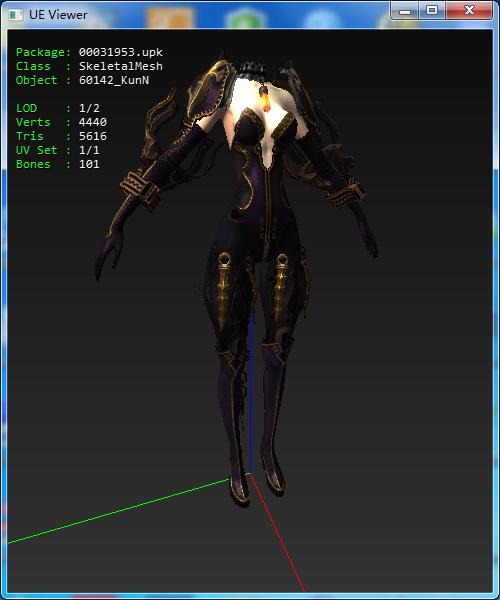 UE Viewer
Package: 00031953.upk
Class : SkeletalMesh
Object : 60142_KunN
LOD : 1/2
Verts : 4440
Tris : 5616
UV Set : 1/1
Bones : 101